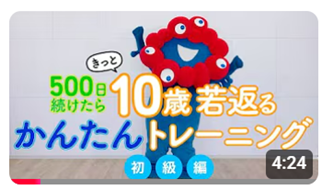 きっと
500日
続けたら
10歳若返る
かんたんトレーニング
初級編
4:24